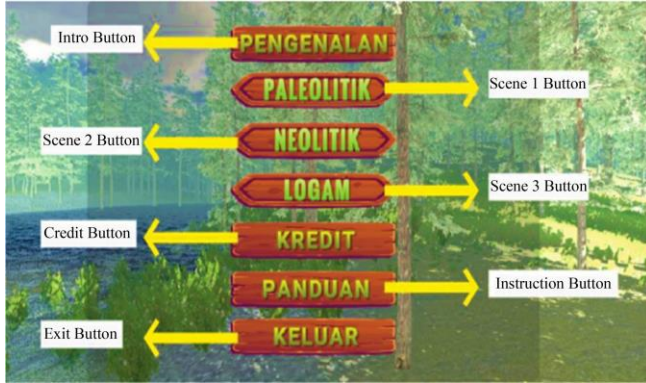 Intro Button
PENGENALAN
PALEOLITIK
Scene 1 Button
Scene 2 Button
NEOLITIK
LOGAM
Scene 3 Button
Credit Button
KREDIT
PANDUAN
Instruction Button
Exit Button
KELUAR